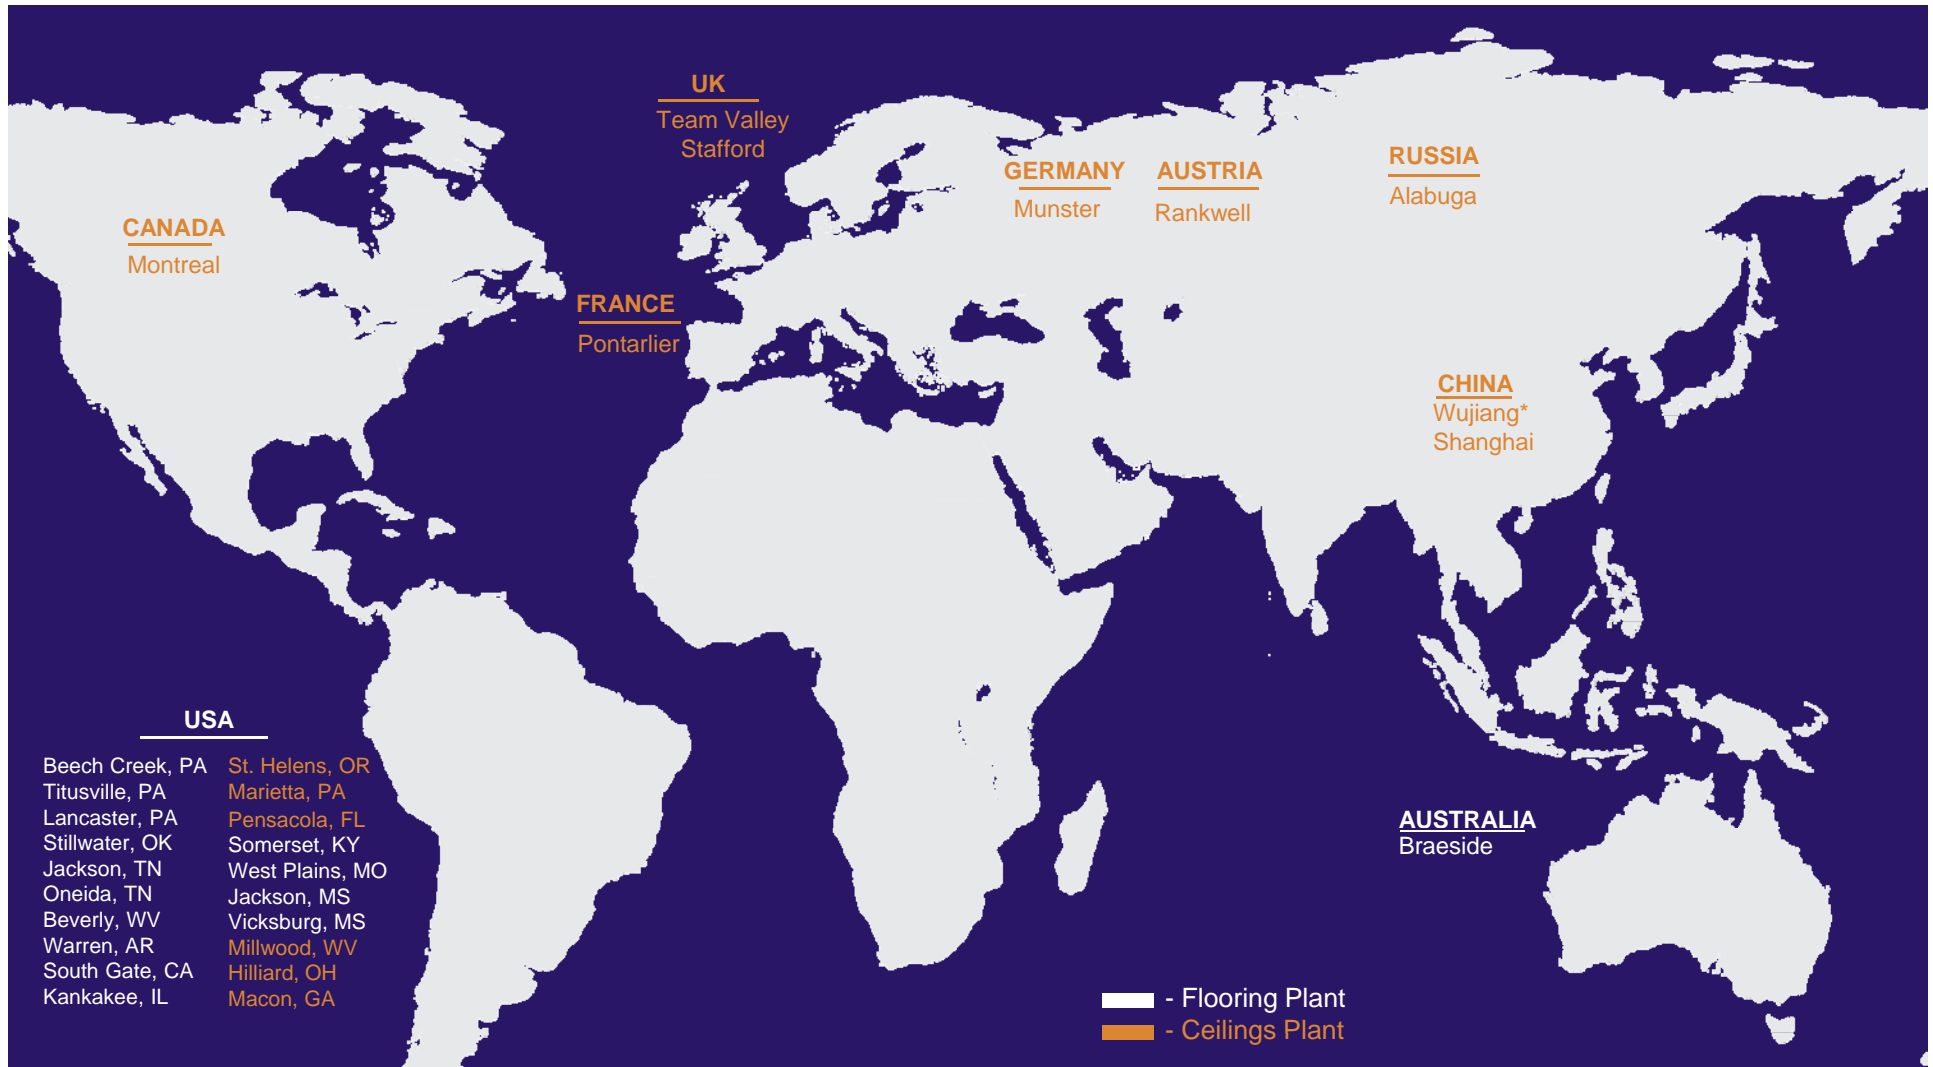 UK
Team Valley
Stafford
GERMANY
Munster
AUSTRIA
Rankwell
RUSSIA
Alabuga
CANADA
Montreal
FRANCE
Pontarlier
CHINA
Wujiang*
Shanghai
USA
Beech Creek, PA
Titusville, PA
Lancaster, PA
Stillwater, OK
Jackson, TN
Oneida, TN
Beverly, WV
Warren, AR
South Gate, CA
Kankakee, IL
St. Helens, OR
Marietta, PA
Pensacola, FL
Somerset, KY
West Plains, MO
Jackson, MS
Vicksburg, MS
Millwood, WV
Hilliard, OH
Macon, GA
AUSTRALIA
Braeside
- Flooring Plant
- Ceilings Plant